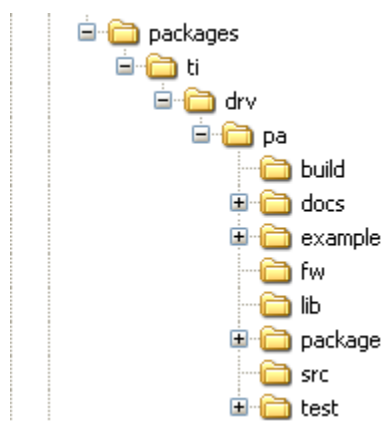 packages
ti
drv
pa
build
docs
example
fw
lib
package
src
test